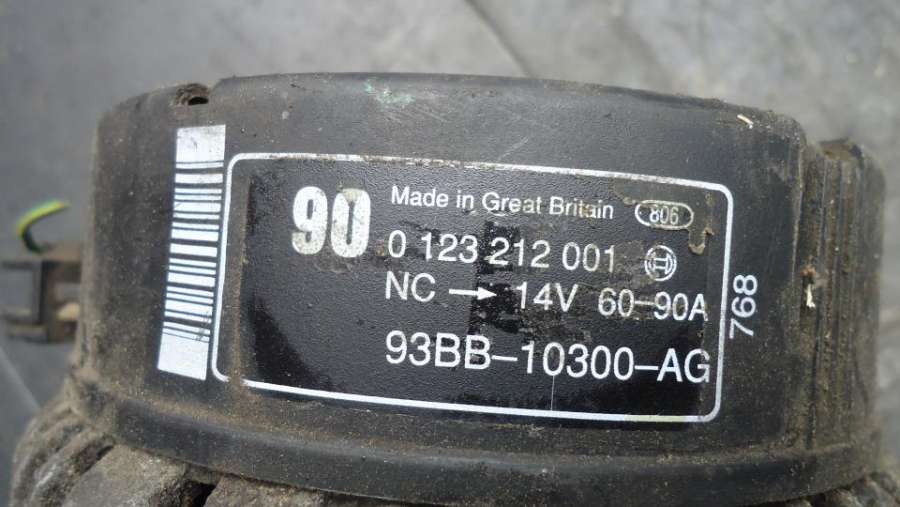 90
Made in Great Britain 806
0 123 212 001
NC → 14V 60-90A
93BB-10300-AG
768